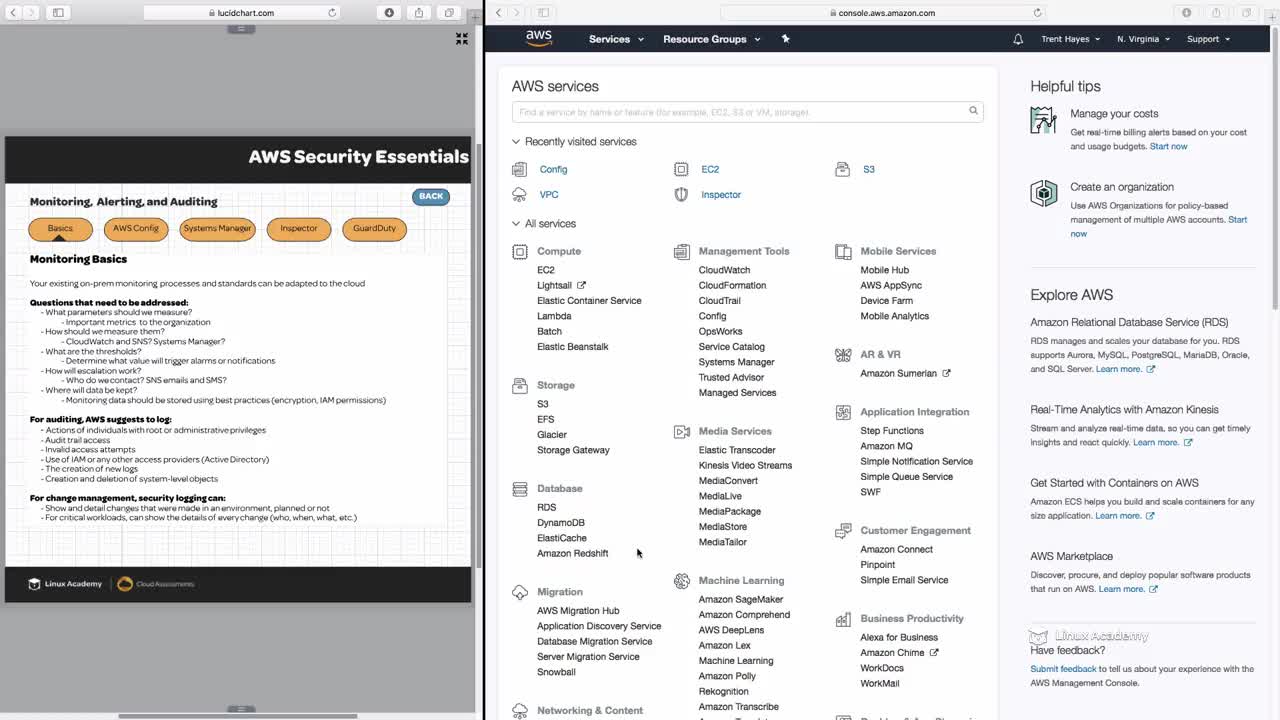 lucidchart.com
AWS Security Essentials
Monitoring, Alerting, and Auditing
BACK
Basics
AWS Config
Systems Manager
Inspector
GuardDuty
Monitoring Basics
Your existing on-prem monitoring processes and standards can be adapted to the cloud
Questions that need to be addressed:
- What parameters should we measure?
- Important metrics to the organization
- How should we measure them?
- CloudWatch and SNS? Systems Manager?
- What are the thresholds?
- Determine what value will trigger alarms or notifications
- How will escalation work?
- Who do we contact? SNS emails and SMS?
- Where will data be kept?
- Monitoring data should be stored using best practices (encryption, IAM permissions)
For auditing, AWS suggests to log:
- Actions of individuals with root or administrative privileges
- Audit trail access
- Invalid access attempts
- Use of IAM or any other access providers (Active Directory)
- The creation of new logs
- Creation and deletion of system-level objects
For change management, security logging can:
- Show and detail changes that were made in an environment, planned or not
- For critical workloads, can show the details of every change (who, when, what, etc.)
Linux Academy
Cloud Assessments
console.aws.amazon.com
aws
Services
Resource Groups
Trent Hayes
N. Virginia
Support
AWS services
Find a service by name or feature (for example, EC2, S3 or VM, storage).
Recently visited services
Config
EC2
S3
VPC
Inspector
All services
Compute
EC2
Lightsail
Elastic Container Service
Lambda
Batch
Elastic Beanstalk
Storage
S3
EFS
Glacier
Storage Gateway
Database
RDS
DynamoDB
ElastiCache
Amazon Redshift
Migration
AWS Migration Hub
Application Discovery Service
Database Migration Service
Server Migration Service
Snowball
Networking & Content
Management Tools
CloudWatch
CloudFormation
CloudTrail
Config
OpsWorks
Service Catalog
Systems Manager
Trusted Advisor
Managed Services
Media Services
Elastic Transcoder
Kinesis Video Streams
MediaConvert
MediaLive
MediaPackage
MediaStore
MediaTailor
Machine Learning
Amazon SageMaker
Amazon Comprehend
AWS DeepLens
Amazon Lex
Machine Learning
Amazon Polly
Rekognition
Amazon Transcribe
Mobile Services
Mobile Hub
AWS AppSync
Device Farm
Mobile Analytics
AR & VR
Amazon Sumerian
Application Integration
Step Functions
Amazon MQ
Simple Notification Service
Simple Queue Service
SWF
Customer Engagement
Amazon Connect
Pinpoint
Simple Email Service
Business Productivity
Alexa for Business
Amazon Chime
WorkDocs
WorkMail
Helpful tips
Manage your costs
Get real-time billing alerts based on your cost
and usage budgets. Start now
Create an organization
Use AWS Organizations for policy-based
management of multiple AWS accounts. Start
now
Explore AWS
Amazon Relational Database Service (RDS)
RDS manages and scales your database for you. RDS
supports Aurora, MySQL, PostgreSQL, MariaDB, Oracle,
and SQL Server. Learn more.
Real-Time Analytics with Amazon Kinesis
Stream and analyze real-time data, so you can get timely
insights and react quickly. Learn more.
Get Started with Containers on AWS
Amazon ECS helps you build and scale containers for any
size application. Learn more.
AWS Marketplace
Discover, procure, and deploy popular software products
that run on AWS. Learn more.
Linux Academy
Have feedback?
Submit feedback to tell us about your experience with the
AWS Management Console.